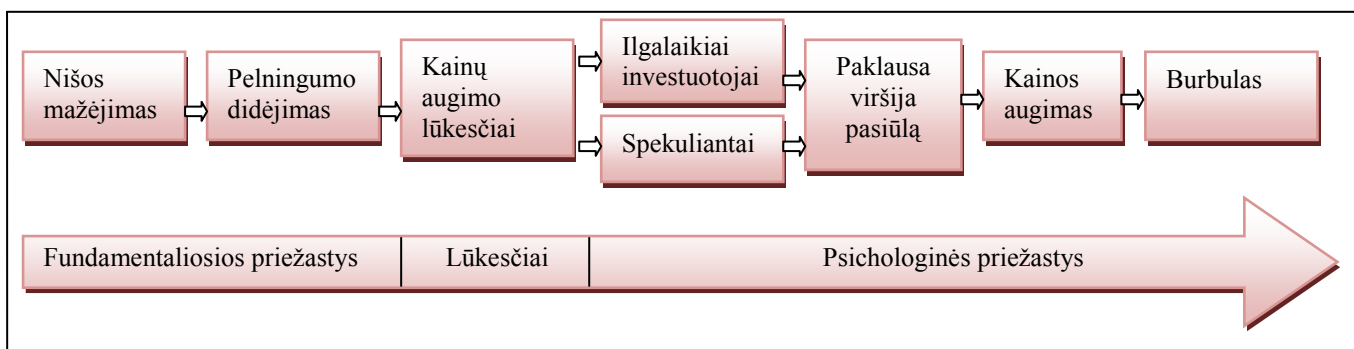 Nišos
mažėjimas
Pelningumo
didėjimas
Kainų
augimo
lūkesčiai
Ilgalaikiai
investuotojai
Spekuliantai
Paklausa
viršija
pasiūlą
Kainos
augimas
Burbulas
Fundamentaliosios priežastys
Lūkesčiai
Psichologinės priežastys